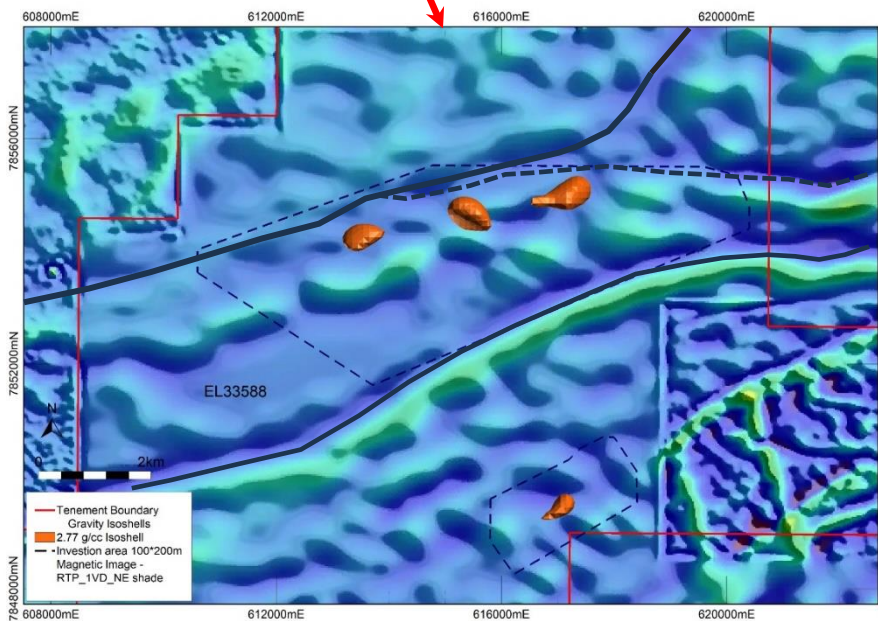 608000mE 612000mE 616000mE 620000mE
7856000mN
7852000mN
7848000mN
EL33588
N
0 2km
Tenement Boundary
Gravity Isoshells
2.77 g/cc Isoshell
Investion area 100*200m
Magnetic Image -
RTP_1VD_NE shade
608000mE 612000mE 616000mE 620000mE